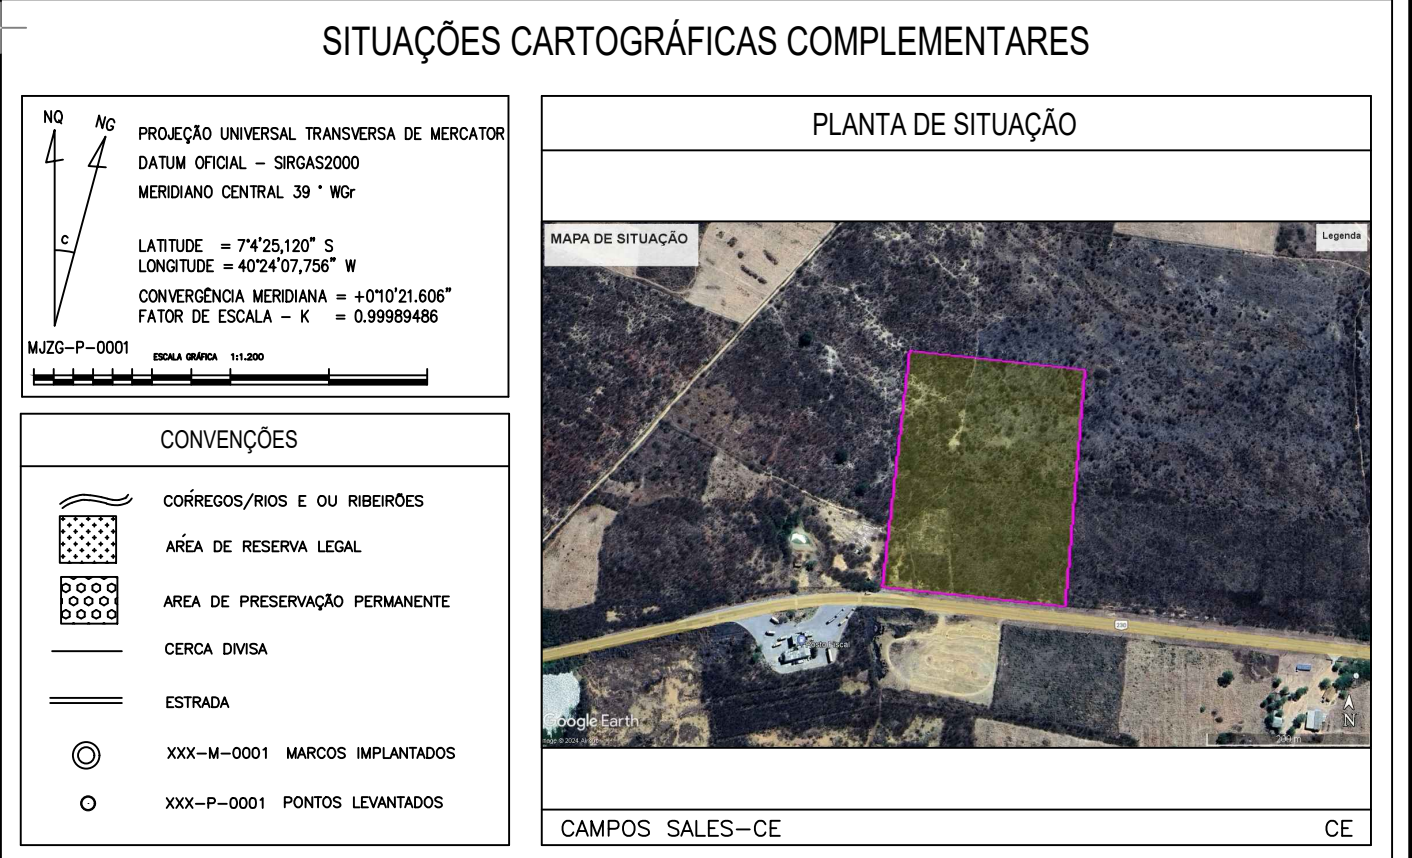 SITUAÇÕES CARTOGRÁFICAS COMPLEMENTARES
NQ
NG
C
PROJEÇÃO UNIVERSAL TRANSVERSA DE MERCATOR
DATUM OFICIAL – SIRGAS2000
MERIDIANO CENTRAL 39 ° WGr
LATITUDE = 7°4'25,120" S
LONGITUDE = 40°24'07,756" W
CONVERGÊNCIA MERIDIANA = +0°10'21.606"
FATOR DE ESCALA – K = 0.99989486
MJZG–P–0001
ESCALA GRÁFICA 1:1.200
CONVENÇÕES
CORREGOS/RIOS E OU RIBEIRÕES
AREA DE RESERVA LEGAL
AREA DE PRESERVAÇÃO PERMANENTE
CERCA DIVISA
ESTRADA
XXX–M–0001 MARCOS IMPLANTADOS
XXX–P–0001 PONTOS LEVANTADOS
PLANTA DE SITUAÇÃO
MAPA DE SITUAÇÃO
Legenda
230
Posto Fiscal
Google Earth
© 2024
N
200 m
CAMPOS SALES–CE
CE